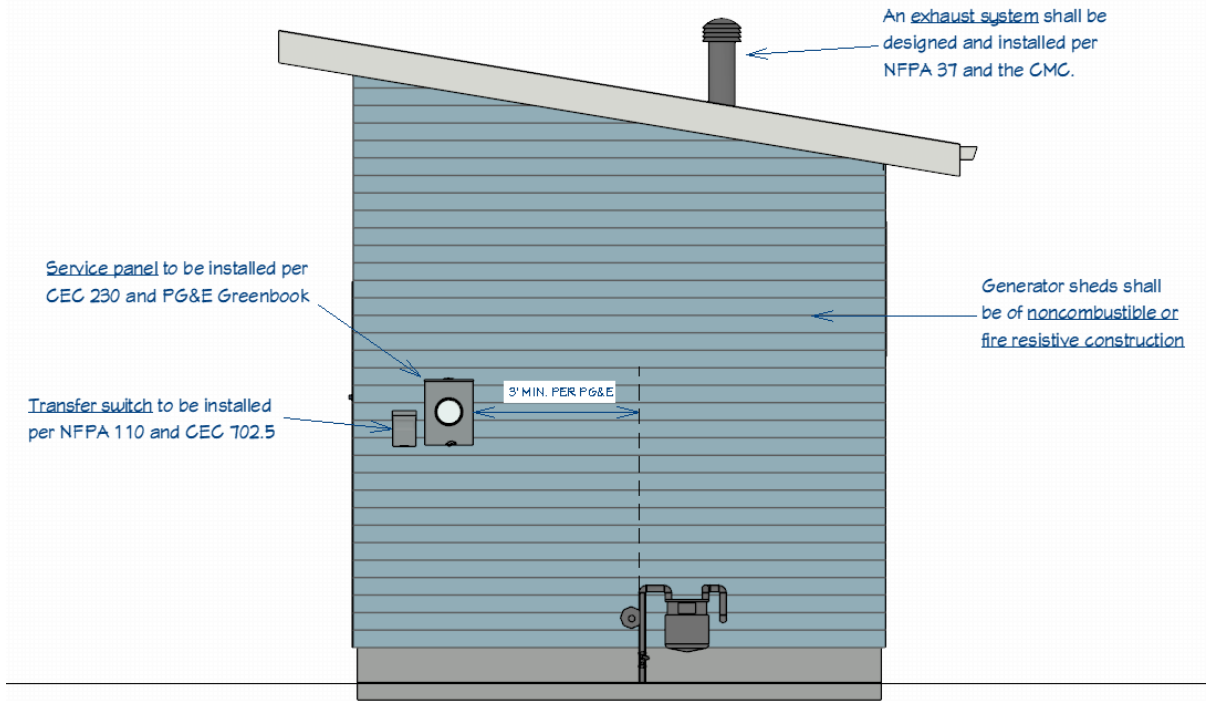 An exhaust system shall be
designed and installed per
NFPA 37 and the CMC.
Service panel to be installed per
CEC 230 and PG&E Greenbook
Generator sheds shall
be of noncombustible or
fire resistive construction
3' MIN. PER PG&E
Transfer switch to be installed
per NFPA 110 and CEC 702.5